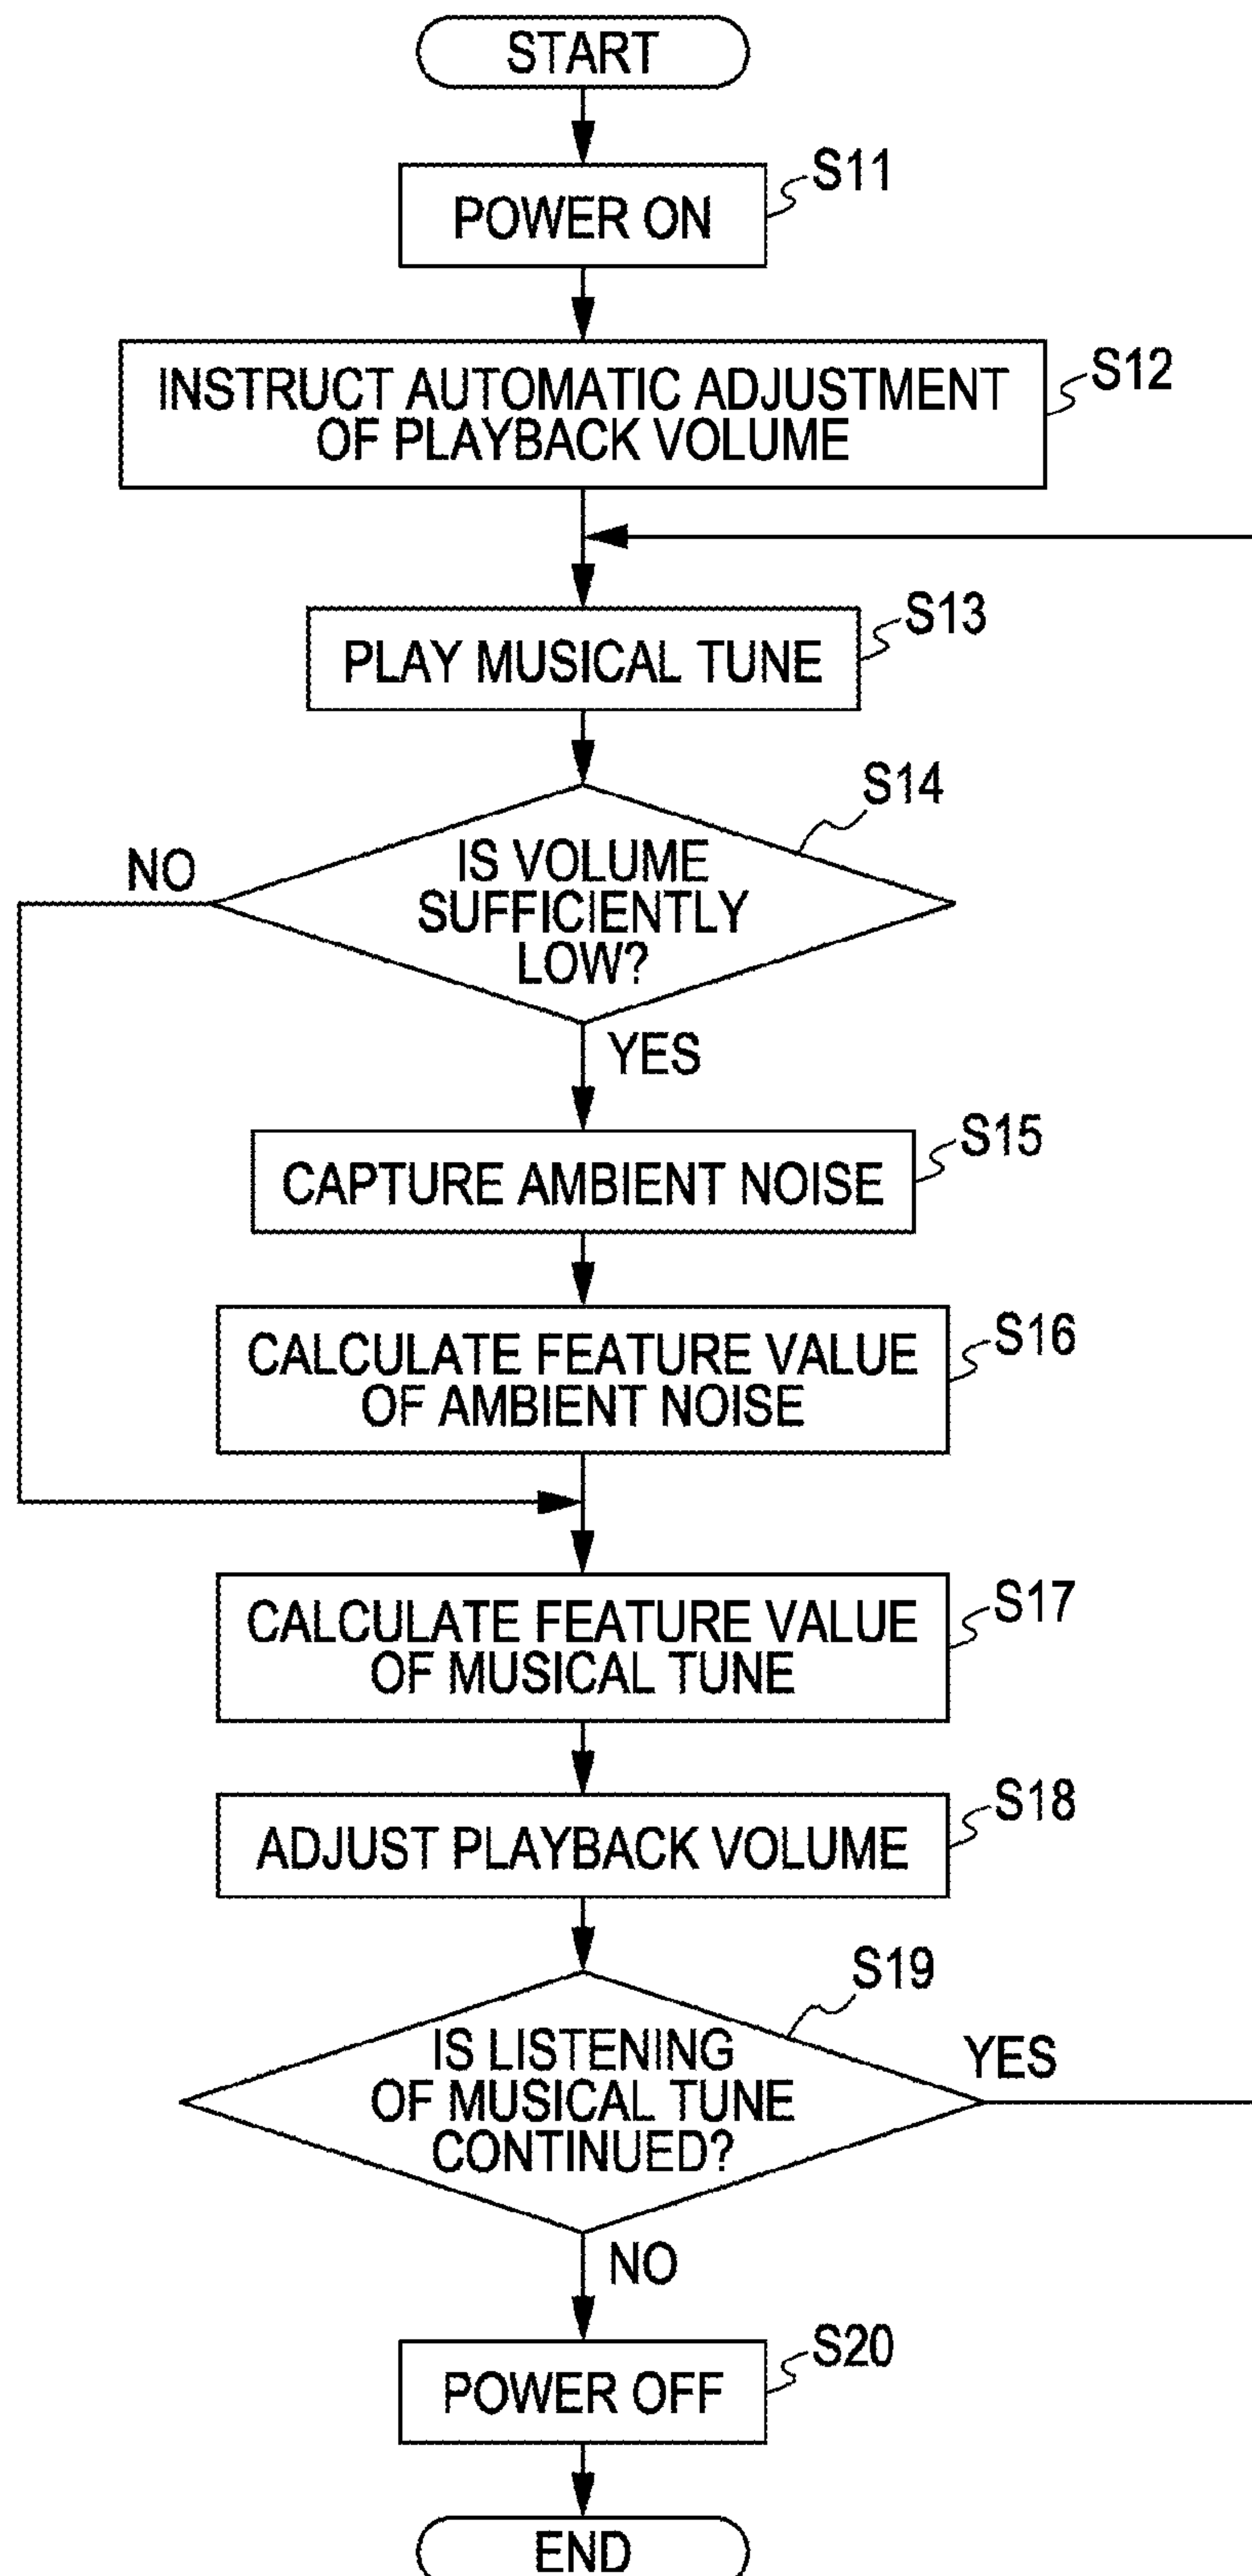 START
POWER ON
S11
INSTRUCT AUTOMATIC ADJUSTMENT
OF PLAYBACK VOLUME
S12
PLAY MUSICAL TUNE
S13
IS VOLUME
SUFFICIENTLY
LOW?
S14
NO
YES
CAPTURE AMBIENT NOISE
S15
CALCULATE FEATURE VALUE
OF AMBIENT NOISE
S16
CALCULATE FEATURE VALUE
OF MUSICAL TUNE
S17
ADJUST PLAYBACK VOLUME
S18
IS LISTENING
OF MUSICAL TUNE
CONTINUED?
S19
YES
NO
POWER OFF
S20
END